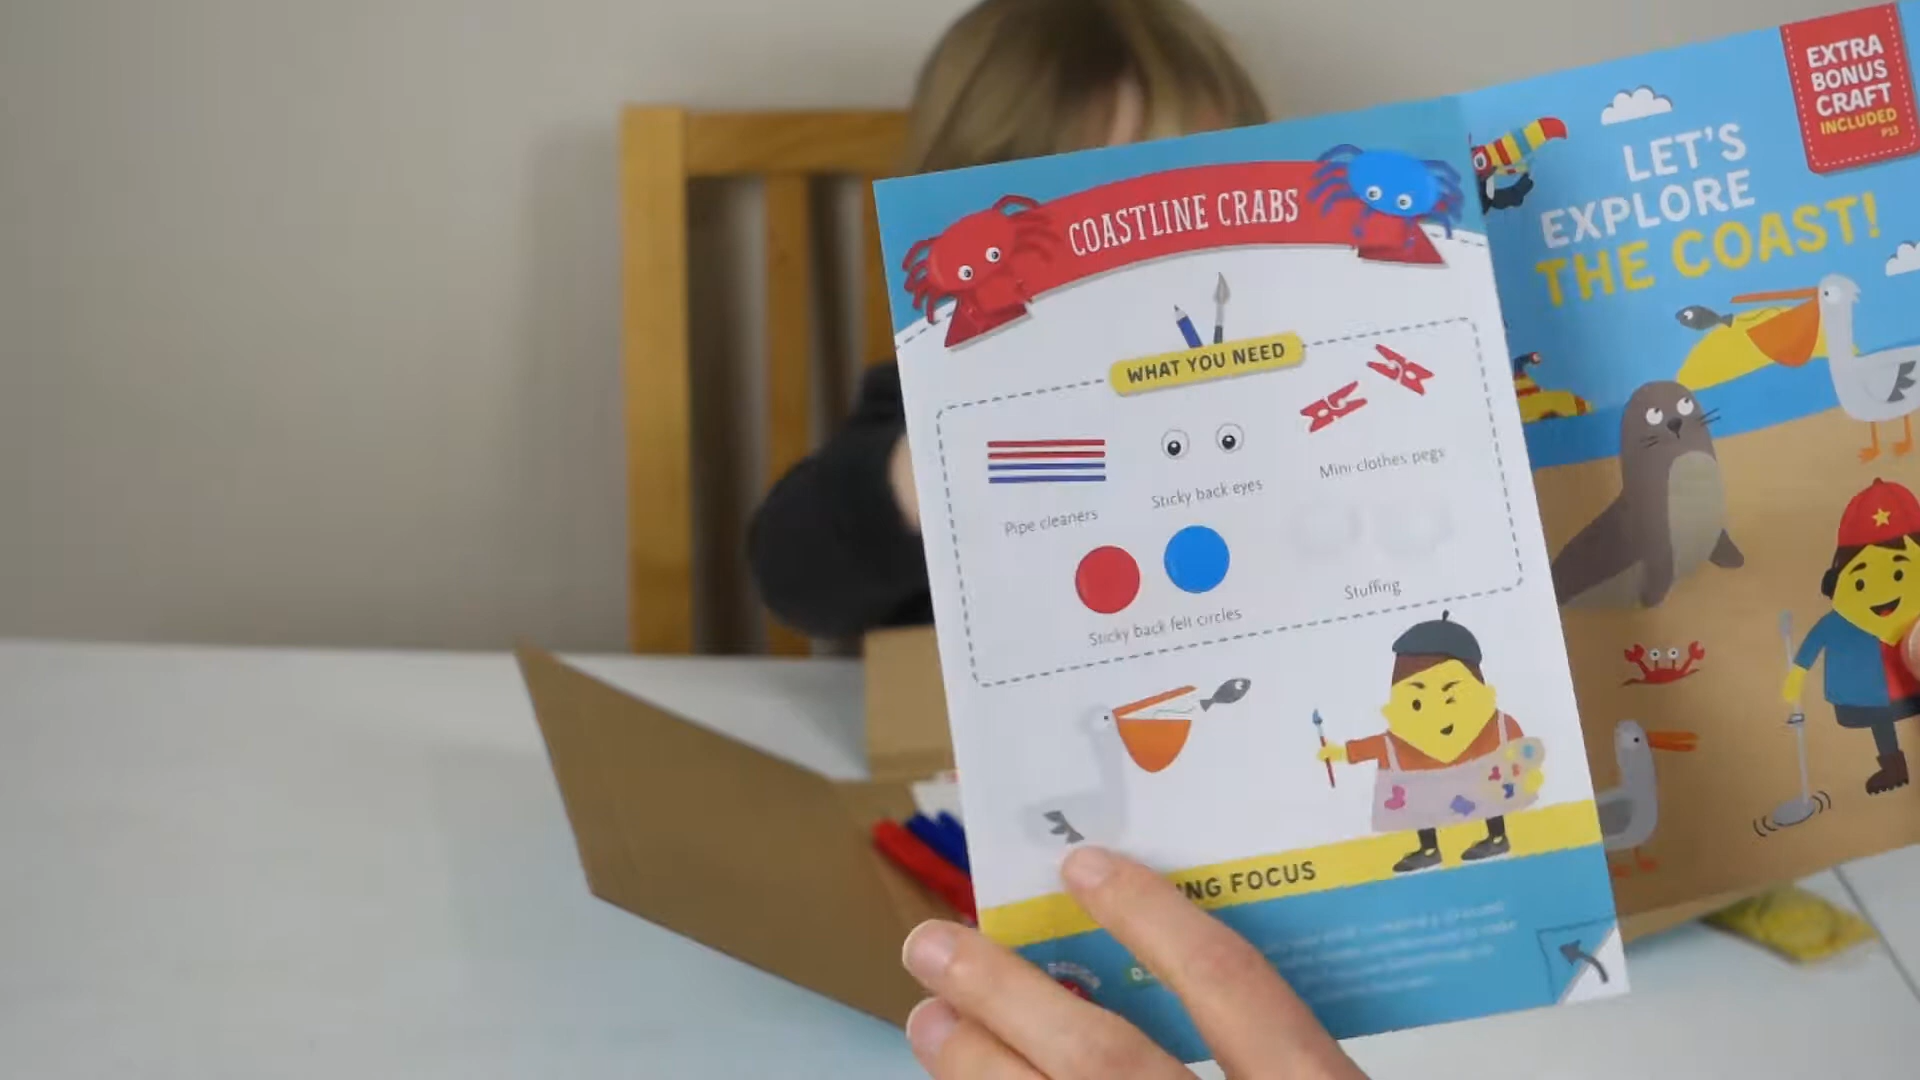 COASTLINE CRABS
WHAT YOU NEED
Pipe cleaners
Sticky back eyes
Mini clothes pegs
Sticky back felt circles
Stuffing
FOCUS
EXTRA
BONUS
CRAFT
INCLUDED
P13
LET'S
EXPLORE
THE COAST!